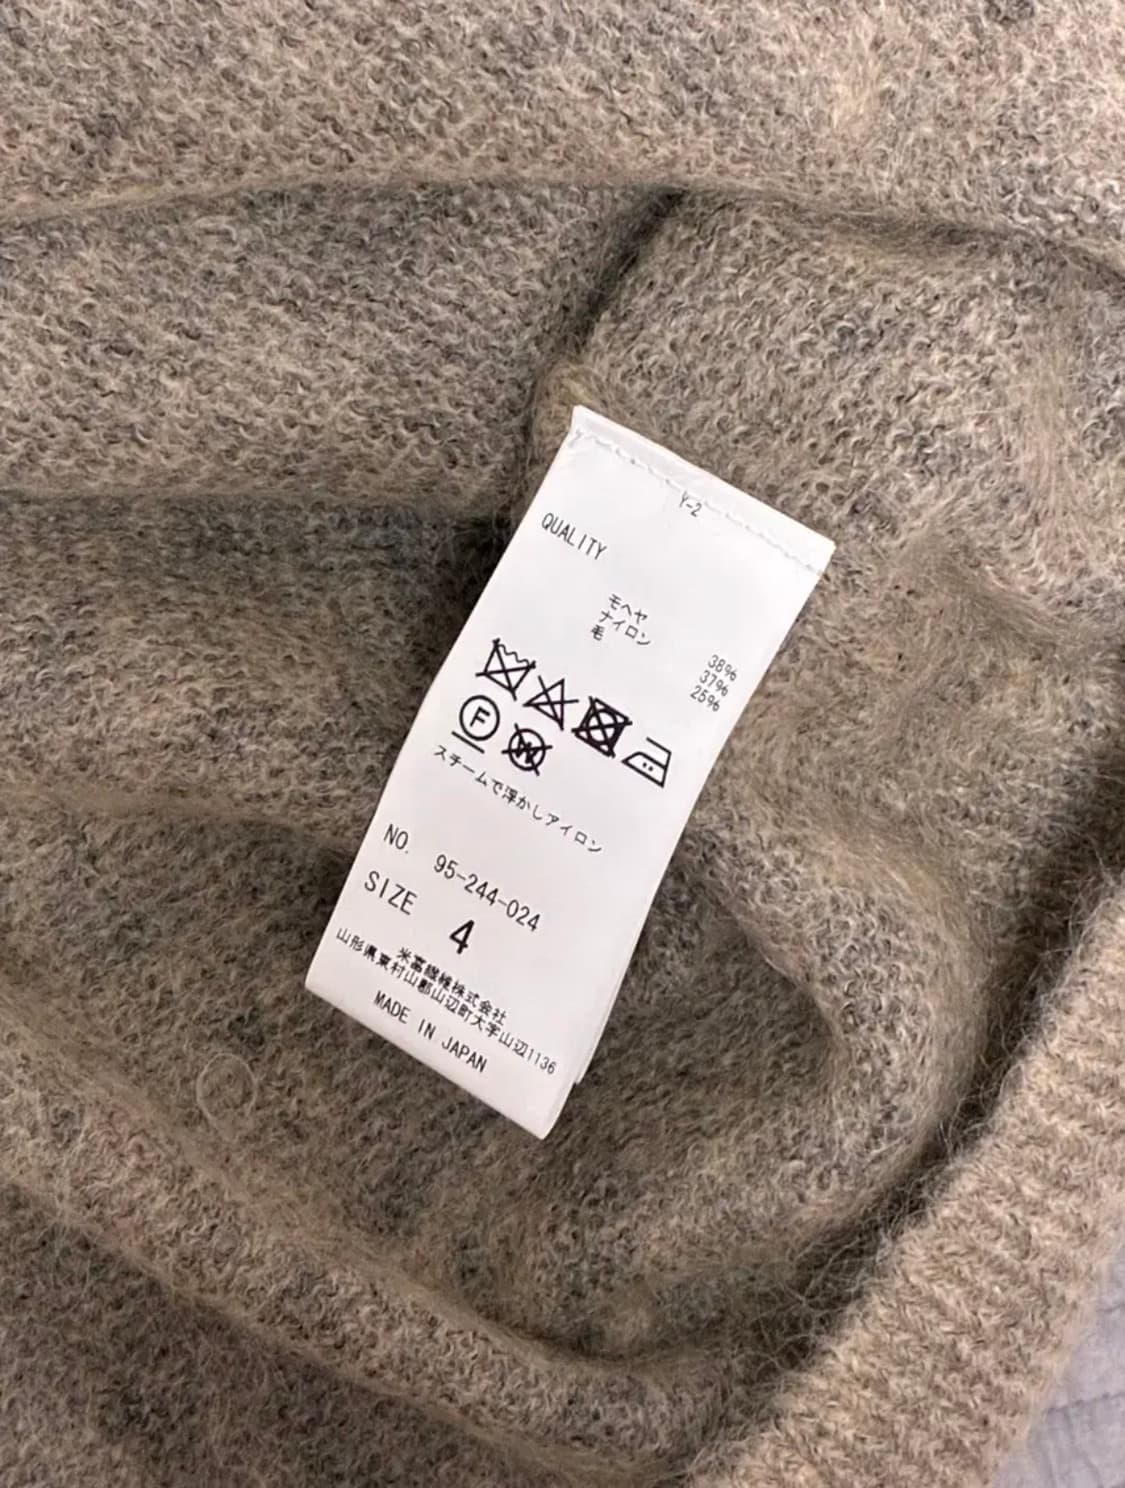 Y-2
QUALITY
モヘヤ 38%
ナイロン 37%
毛 25%
F
W
スチームで浮かしアイロン
NO. 95-244-024
SIZE 4
米富繊維株式会社
山形県東村山郡山辺町大字山辺1136
MADE IN JAPAN